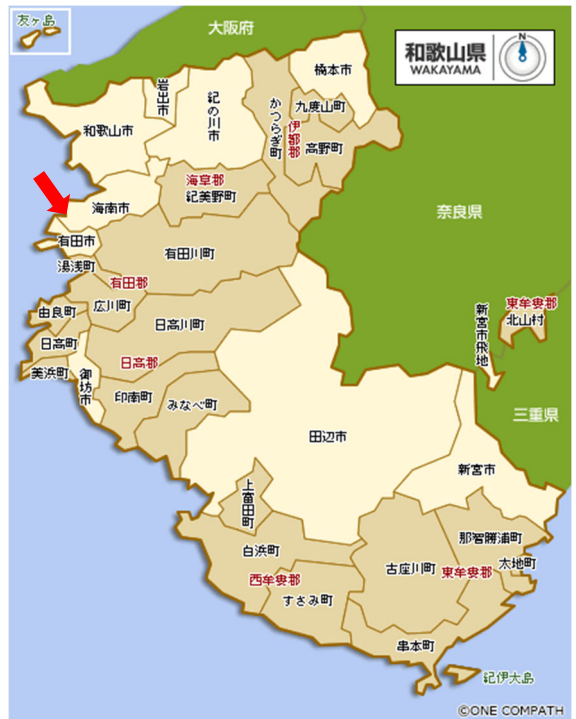 友ヶ島
大阪府
和歌山県
WAKAYAMA
N
橋本市
岩出市
紀の川市
かつらぎ町
九度山町
伊都郡
高野町
和歌山市
海草郡
紀美野町
海南市
奈良県
有田市
有田川町
湯浅町
有田郡
広川町
由良町
日高川町
新宮市飛地
東牟婁郡
北山村
日高町
日高郡
美浜町
御坊市
印南町
みなべ町
三重県
田辺市
新宮市
上富田町
那智勝浦町
白浜町
太地町
古座川町
東牟婁郡
西牟婁郡
すさみ町
串本町
紀伊大島
©ONE COMPATH